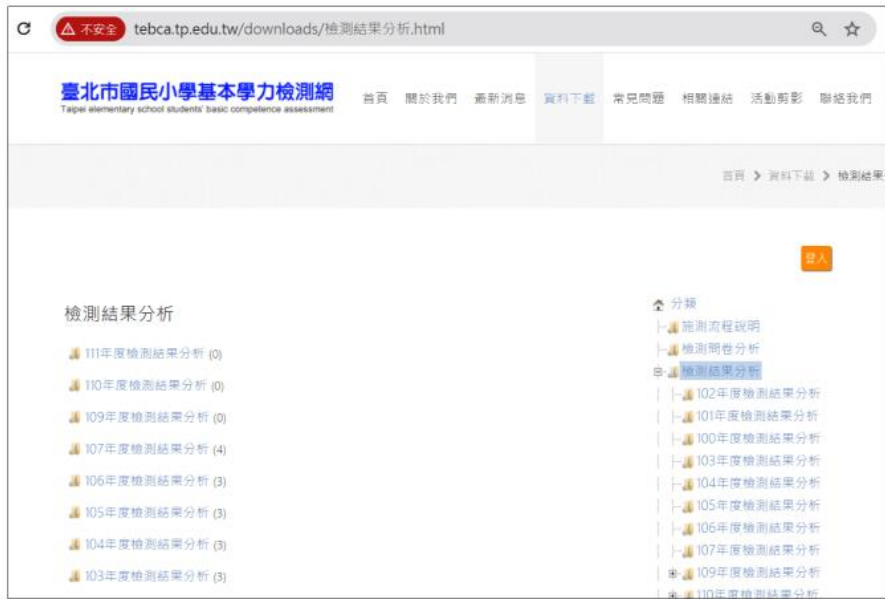 不安全 tebca.tp.edu.tw/downloads/檢測結果分析.html
臺北市國民小學基本學力檢測網
Taipei elementary school students' basic competence assessment
首頁 關於我們 最新消息 資料下載 常見問題 相關連結 活動剪影 聯絡我們
首頁 > 資料下載 > 檢測結果
登入
檢測結果分析
111年度檢測結果分析 (0)
110年度檢測結果分析 (0)
109年度檢測結果分析 (0)
107年度檢測結果分析 (4)
106年度檢測結果分析 (3)
105年度檢測結果分析 (3)
104年度檢測結果分析 (3)
103年度檢測結果分析 (3)
分類
施測流程說明
檢測問卷分析
檢測結果分析
102年度檢測結果分析
101年度檢測結果分析
100年度檢測結果分析
103年度檢測結果分析
104年度檢測結果分析
105年度檢測結果分析
106年度檢測結果分析
107年度檢測結果分析
109年度檢測結果分析
110年度檢測結果分析